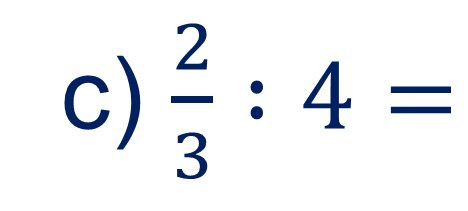 c) 2/3 : 4 =